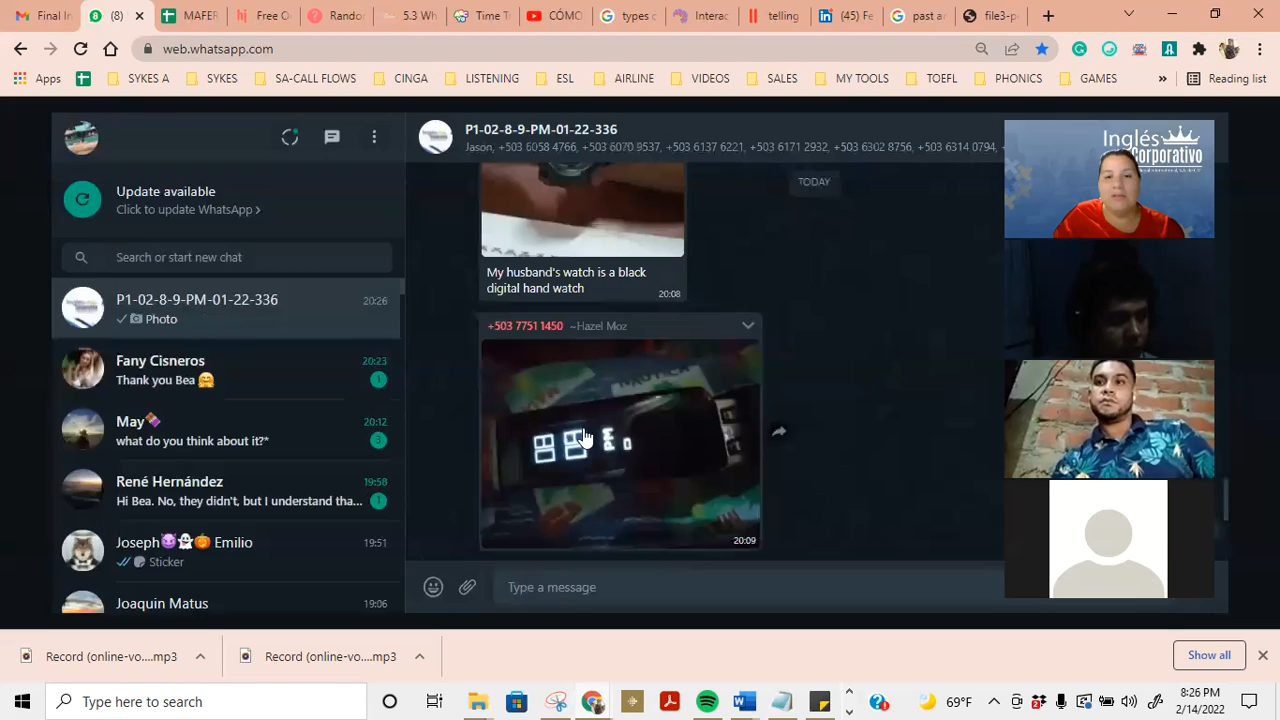 Final In
(8)
MAFER
Free O
Randor
5.3 Wh
Time T
CÓMO
types c
Interac
telling
(45) Fe
past ar
file3-p
web.whatsapp.com
Apps
SYKES A
SYKES
SA-CALL FLOWS
CINGA
LISTENING
ESL
AIRLINE
VIDEOS
SALES
MY TOOLS
TOEFL
PHONICS
GAMES
»
Reading list
Update available
Click to update WhatsApp >
Search or start new chat
P1-02-8-9-PM-01-22-336
20:26
Photo
Fany Cisneros
20:23
Thank you Bea 🤗
1
May🍫
20:12
what do you think about it?*
3
René Hernández
19:58
Hi Bea. No, they didn't, but I understand tha...
1
Joseph😈👻🎃 Emilio
19:51
Sticker
Joaquin Matus
19:06
P1-02-8-9-PM-01-22-336
Jason, +503 6058 4766, +503 6070 9537, +503 6137 6221, +503 6171 2932, +503 6302 8756, +503 6314 0794, +
TODAY
My husband's watch is a black
digital hand watch
20:08
+503 7751 1450 ~Hazel Moz
NAUTICA
PM
20:09
Type a message
Inglés
Corporativo
Record (online-vo....mp3
Record (online-vo....mp3
Show all
Type here to search
69°F
8:26 PM
2/14/2022